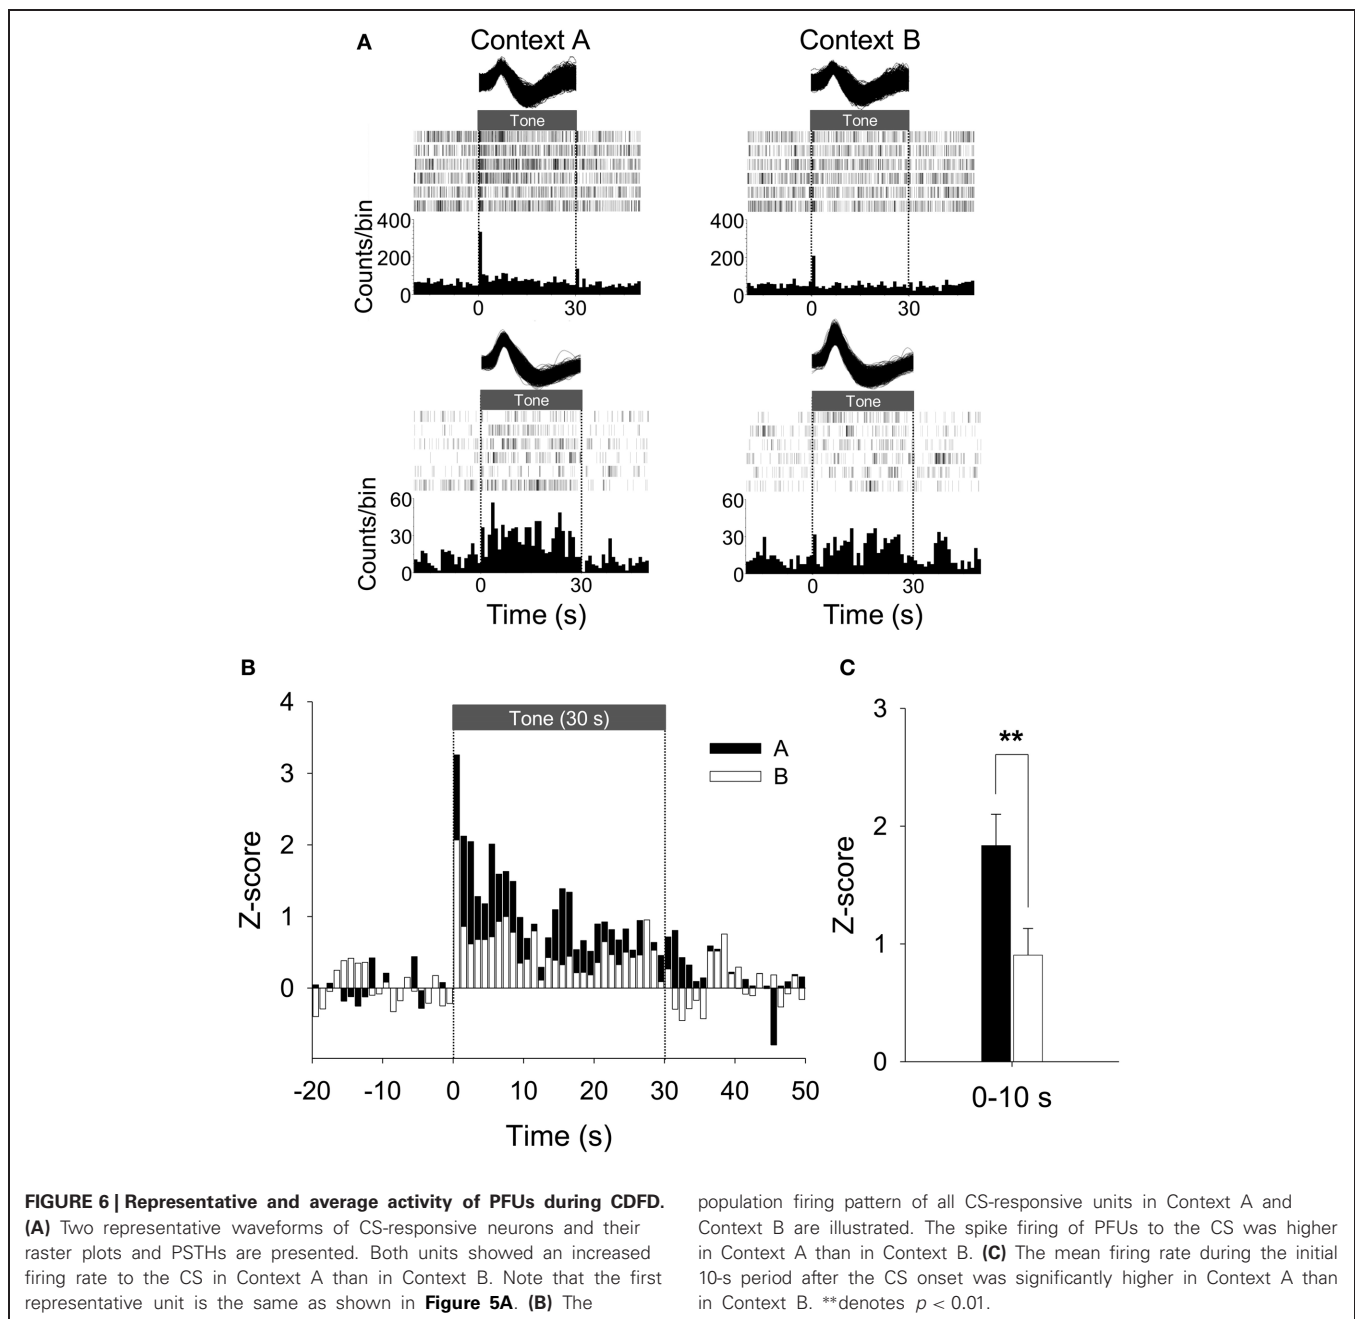 A
Context A
Context B
Tone
Tone
Counts/bin
400
200
0
0
30
0
30
Tone
Tone
Counts/bin
60
30
0
0
30
Time (s)
60
30
0
0
30
Time (s)
B
Z-score
4
3
2
1
0
Tone (30 s)
A
B
-20
-10
0
10
20
30
40
50
Time (s)
C
Z-score
3
2
1
0
**
0-10 s
FIGURE 6 | Representative and average activity of PFUs during CDFD.
(A) Two representative waveforms of CS-responsive neurons and their
raster plots and PSTHs are presented. Both units showed an increased
firing rate to the CS in Context A than in Context B. Note that the first
representative unit is the same as shown in Figure 5A. (B) The
population firing pattern of all CS-responsive units in Context A and
Context B are illustrated. The spike firing of PFUs to the CS was higher
in Context A than in Context B. (C) The mean firing rate during the initial
10-s period after the CS onset was significantly higher in Context A than
in Context B. **denotes p < 0.01.